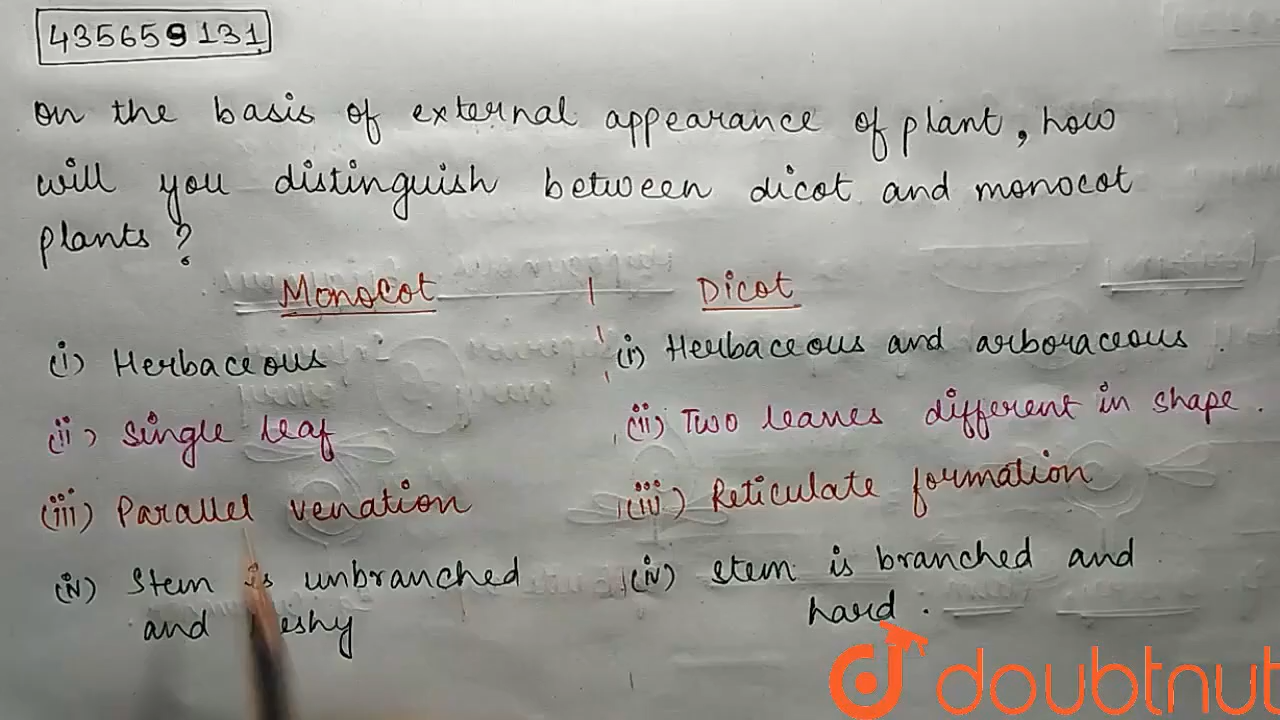 435659131
on the basis of external appearance of plant, how
will you distinguish between dicot and monocot
plants?
Monocot Dicot
(i) Herbaceous (i) Herbaceous and arboraceous.
(ii) Single leaf (ii) Two leaves different in shape.
(iii) Parallel venation (iii) Reticulate formation
(iv) Stem is unbranched (iv) stem is branched and
and hard.
doubtnut